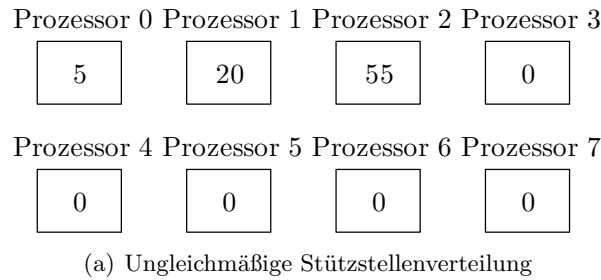 Prozessor 0 Prozessor 1 Prozessor 2 Prozessor 3
5 20 55 0
Prozessor 4 Prozessor 5 Prozessor 6 Prozessor 7
0 0 0 0
(a) Ungleichmäßige Stützstellenverteilung